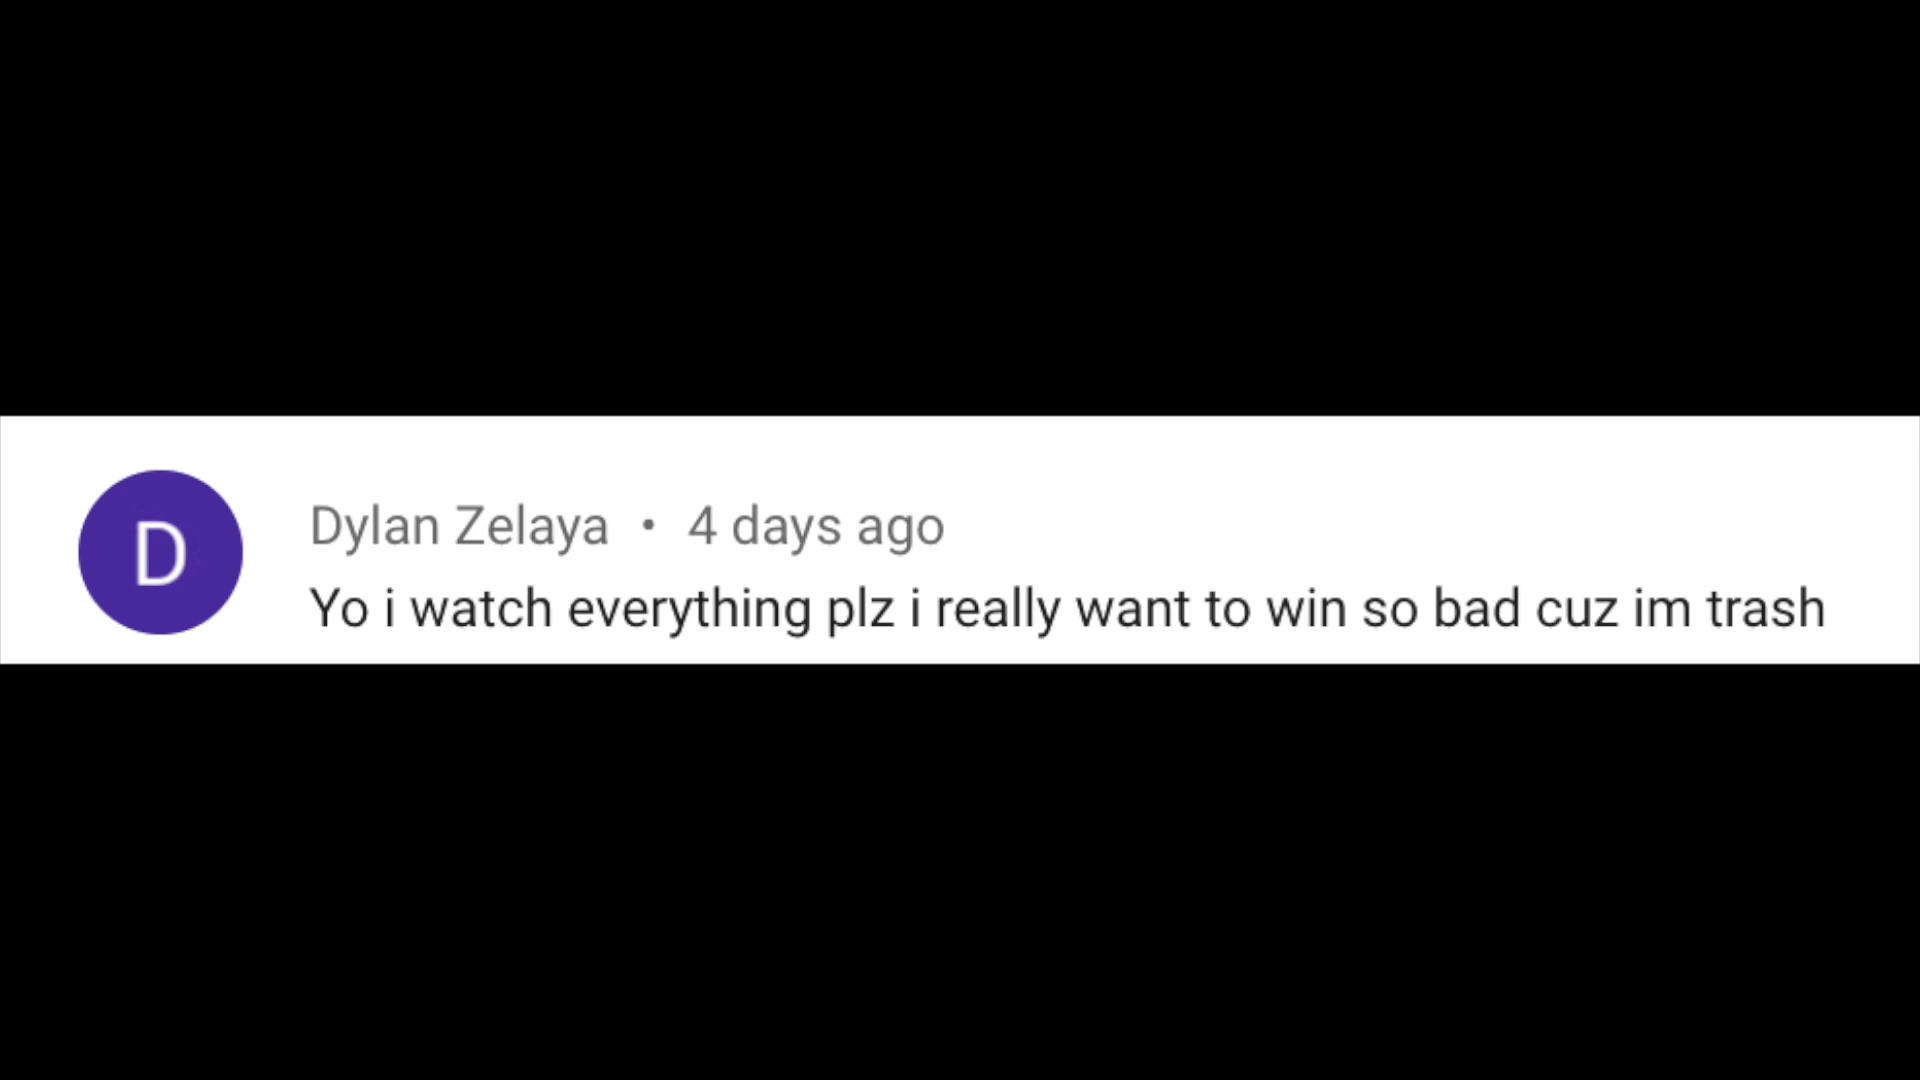 D
Dylan Zelaya • 4 days ago
Yo i watch everything plz i really want to win so bad cuz im trash